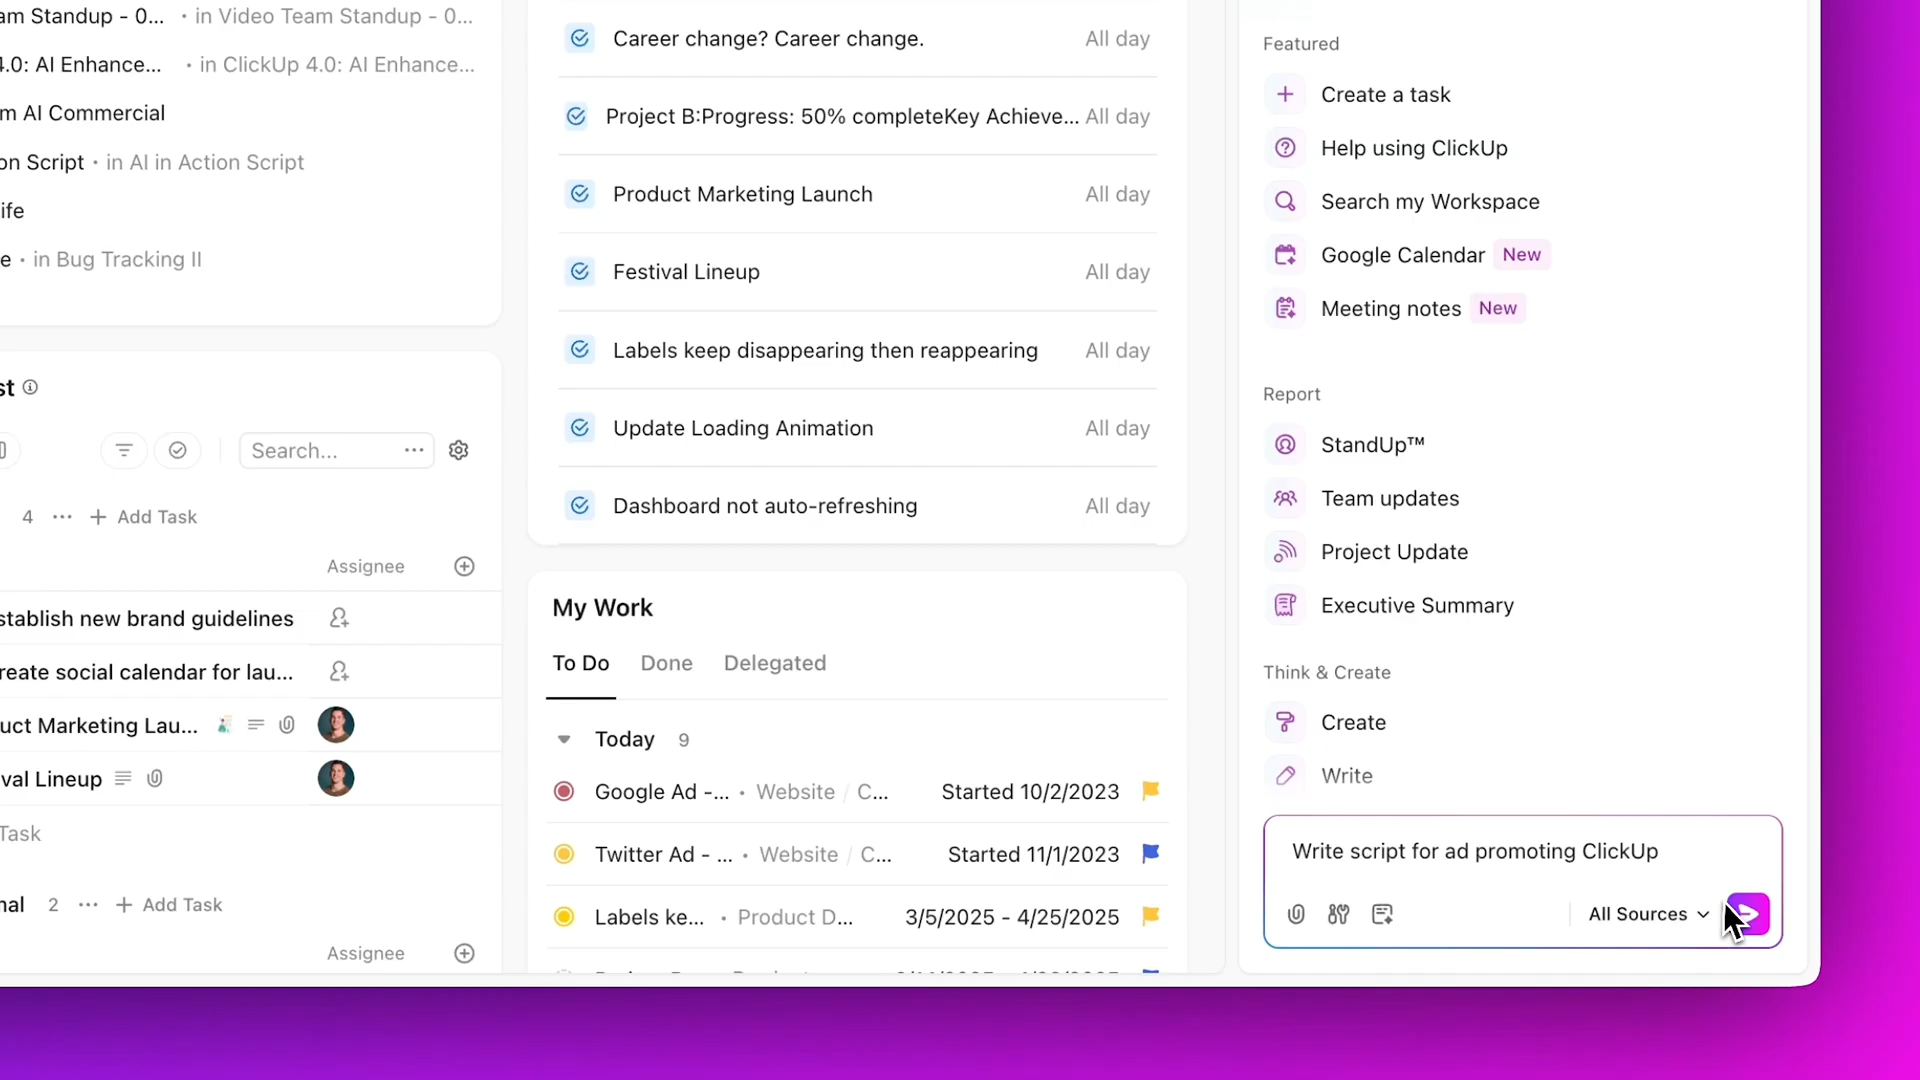 am Standup - 0... • in Video Team Standup - 0...
4.0: AI Enhance... • in ClickUp 4.0: AI Enhance...
m AI Commercial
on Script • in AI in Action Script
ife
e • in Bug Tracking II
st
Search... ...
4 ... + Add Task
Assignee
stablish new brand guidelines
reate social calendar for lau...
uct Marketing Lau...
val Lineup
Task
nal 2 ... + Add Task
Assignee
Career change? Career change. All day
Project B:Progress: 50% completeKey Achieve... All day
Product Marketing Launch All day
Festival Lineup All day
Labels keep disappearing then reappearing All day
Update Loading Animation All day
Dashboard not auto-refreshing All day
My Work
To Do Done Delegated
Today 9
Google Ad -... • Website / C... Started 10/2/2023
Twitter Ad - ... • Website / C... Started 11/1/2023
Labels ke... • Product D... 3/5/2025 - 4/25/2025
Featured
Create a task
Help using ClickUp
Search my Workspace
Google Calendar New
Meeting notes New
Report
StandUp™
Team updates
Project Update
Executive Summary
Think & Create
Create
Write
Write script for ad promoting ClickUp
All Sources